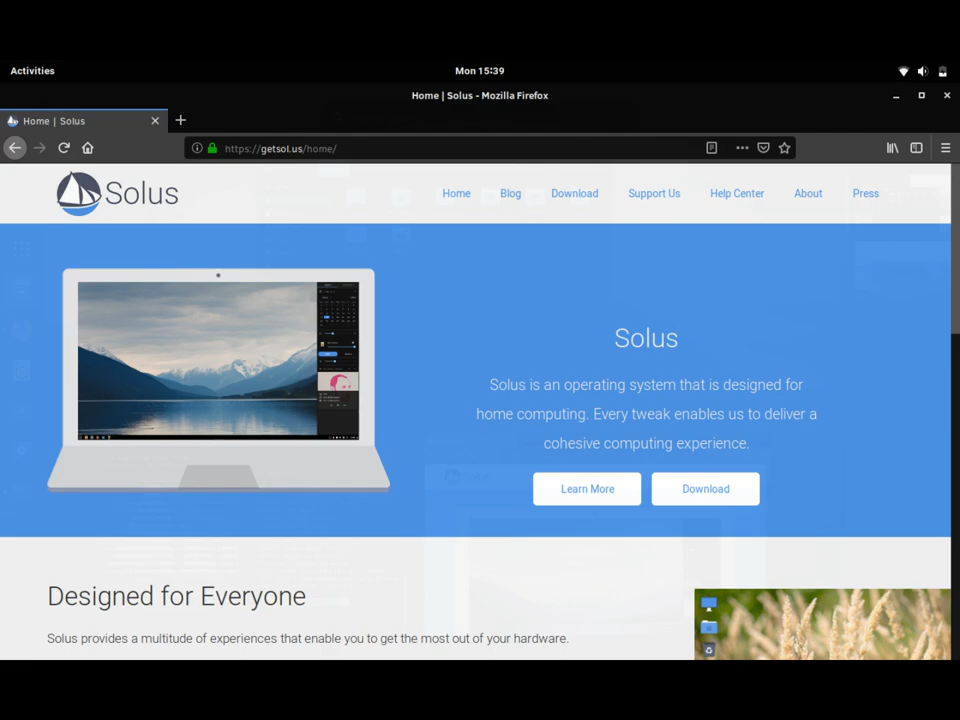 Activities
Mon 15:39
Home | Solus - Mozilla Firefox
Home | Solus
https://getsol.us/home/
Solus
Home Blog Download Support Us Help Center About Press
Solus
Solus is an operating system that is designed for
home computing. Every tweak enables us to deliver a
cohesive computing experience.
Learn More Download
Designed for Everyone
Solus provides a multitude of experiences that enable you to get the most out of your hardware.